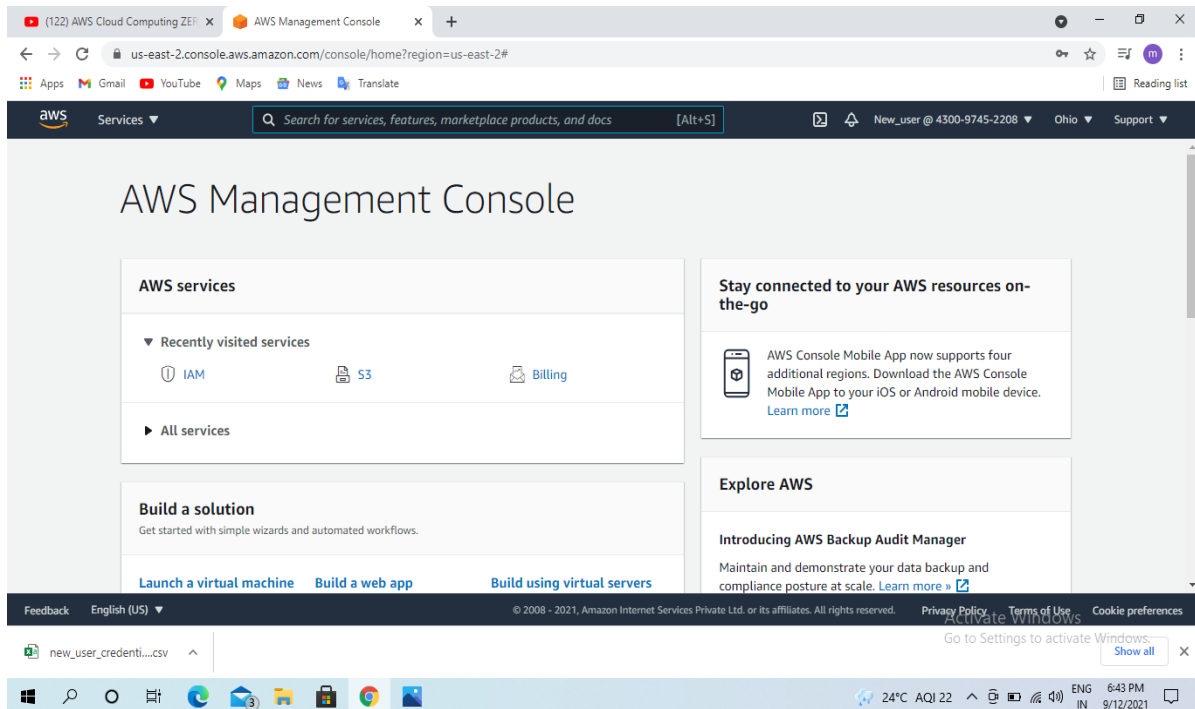 (122) AWS Cloud Computing ZER
AWS Management Console
us-east-2.console.aws.amazon.com/console/home?region=us-east-2#
m
Apps Gmail YouTube Maps News Translate Reading list
aws Services ▼ Search for services, features, marketplace products, and docs [Alt+S] New_user @ 4300-9745-2208 ▼ Ohio ▼ Support ▼
AWS Management Console
AWS services
▼ Recently visited services
IAM S3 Billing
▶ All services
Build a solution
Get started with simple wizards and automated workflows.
Launch a virtual machine Build a web app Build using virtual servers
Stay connected to your AWS resources on-
the-go
AWS Console Mobile App now supports four
additional regions. Download the AWS Console
Mobile App to your iOS or Android mobile device.
Learn more
Explore AWS
Introducing AWS Backup Audit Manager
Maintain and demonstrate your data backup and
compliance posture at scale. Learn more »
Feedback English (US) ▼ © 2008 - 2021, Amazon Internet Services Private Ltd. or its affiliates. All rights reserved. Privacy Policy Terms of Use Cookie preferences
Activate Windows
Go to Settings to activate Windows.
new_user_credenti....csv Show all
3
24°C AQI 22 ENG 6:43 PM
IN 9/12/2021